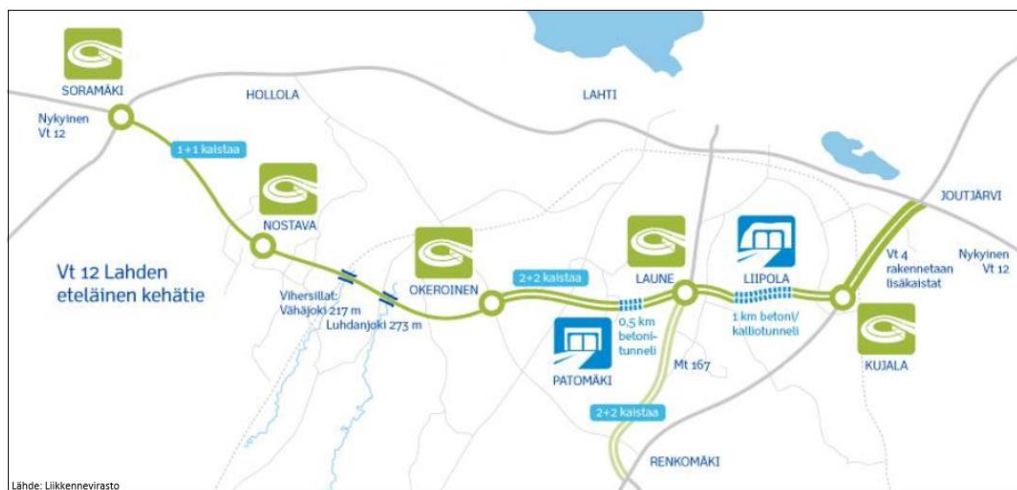 SORAMÄKI
Nykyinen
Vt 12
HOLLOLA
LAHTI
1+1 kaistaa
NOSTAVA
JOUTJÄRVI
Nykyinen
Vt 12
Vt 4
rakennetaan
lisäkaistat
Vt 12 Lahden
eteläinen kehätie
Vihersillat:
Vähäjoki 217 m
Luhdanjoki 273 m
OKEROINEN
2+2 kaistaa
LAUNE
LIIPOLA
0,5 km
betoni-
tunneli
1 km betoni/
kalliotunneli
PATOMÄKI
Mt 167
KUJALA
2+2 kaistaa
RENKOMÄKI
Lähde: Liikkennevirasto